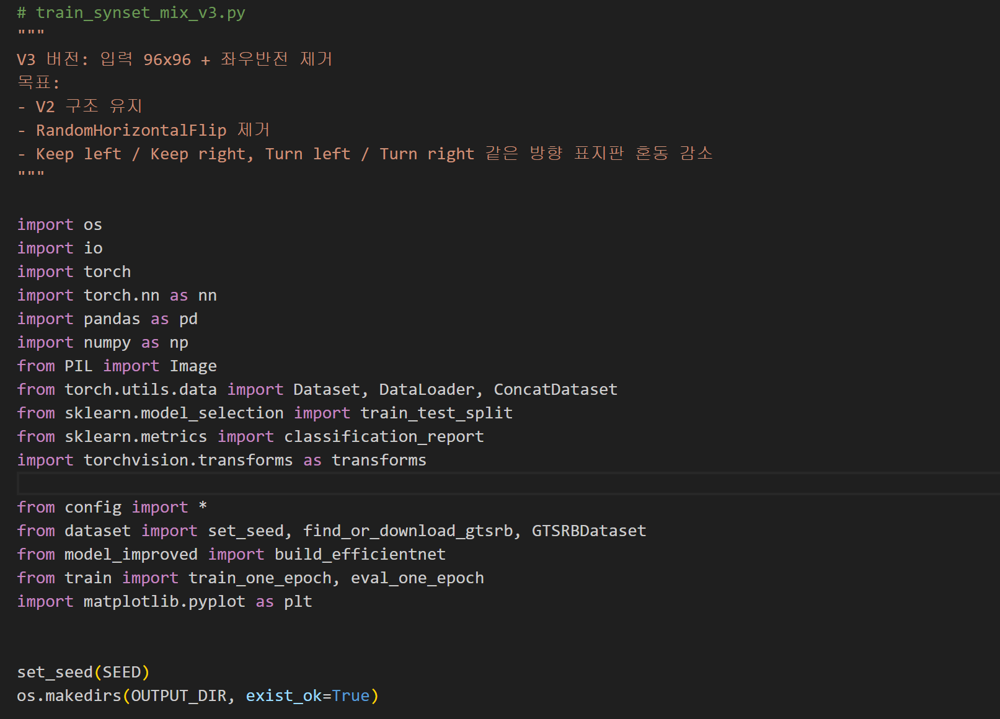 # train_synset_mix_v3.py
"""
V3 버전: 입력 96x96 + 좌우반전 제거
목표:
- V2 구조 유지
- RandomHorizontalFlip 제거
- Keep left / Keep right, Turn left / Turn right 같은 방향 표지판 혼동 감소
"""
import os
import io
import torch
import torch.nn as nn
import pandas as pd
import numpy as np
from PIL import Image
from torch.utils.data import Dataset, DataLoader, ConcatDataset
from sklearn.model_selection import train_test_split
from sklearn.metrics import classification_report
import torchvision.transforms as transforms
from config import *
from dataset import set_seed, find_or_download_gtsrb, GTSRBDataset
from model_improved import build_efficientnet
from train import train_one_epoch, eval_one_epoch
import matplotlib.pyplot as plt
set_seed(SEED)
os.makedirs(OUTPUT_DIR, exist_ok=True)